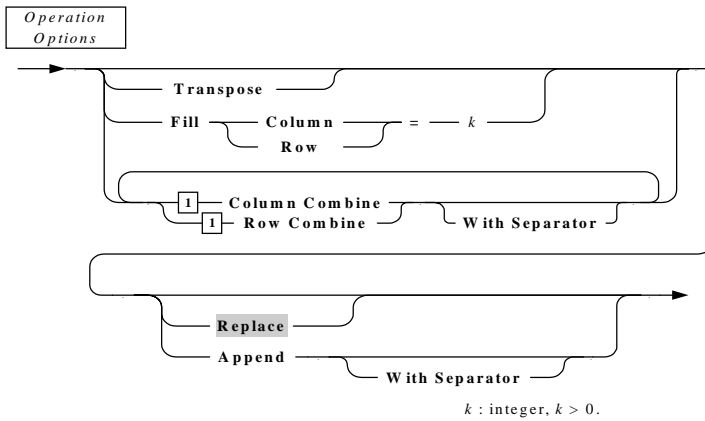 Operation
Options
Transpose
Fill Column = k
Row
1 Column Combine
1 Row Combine With Separator
Replace
Append
With Separator
k : integer, k > 0.